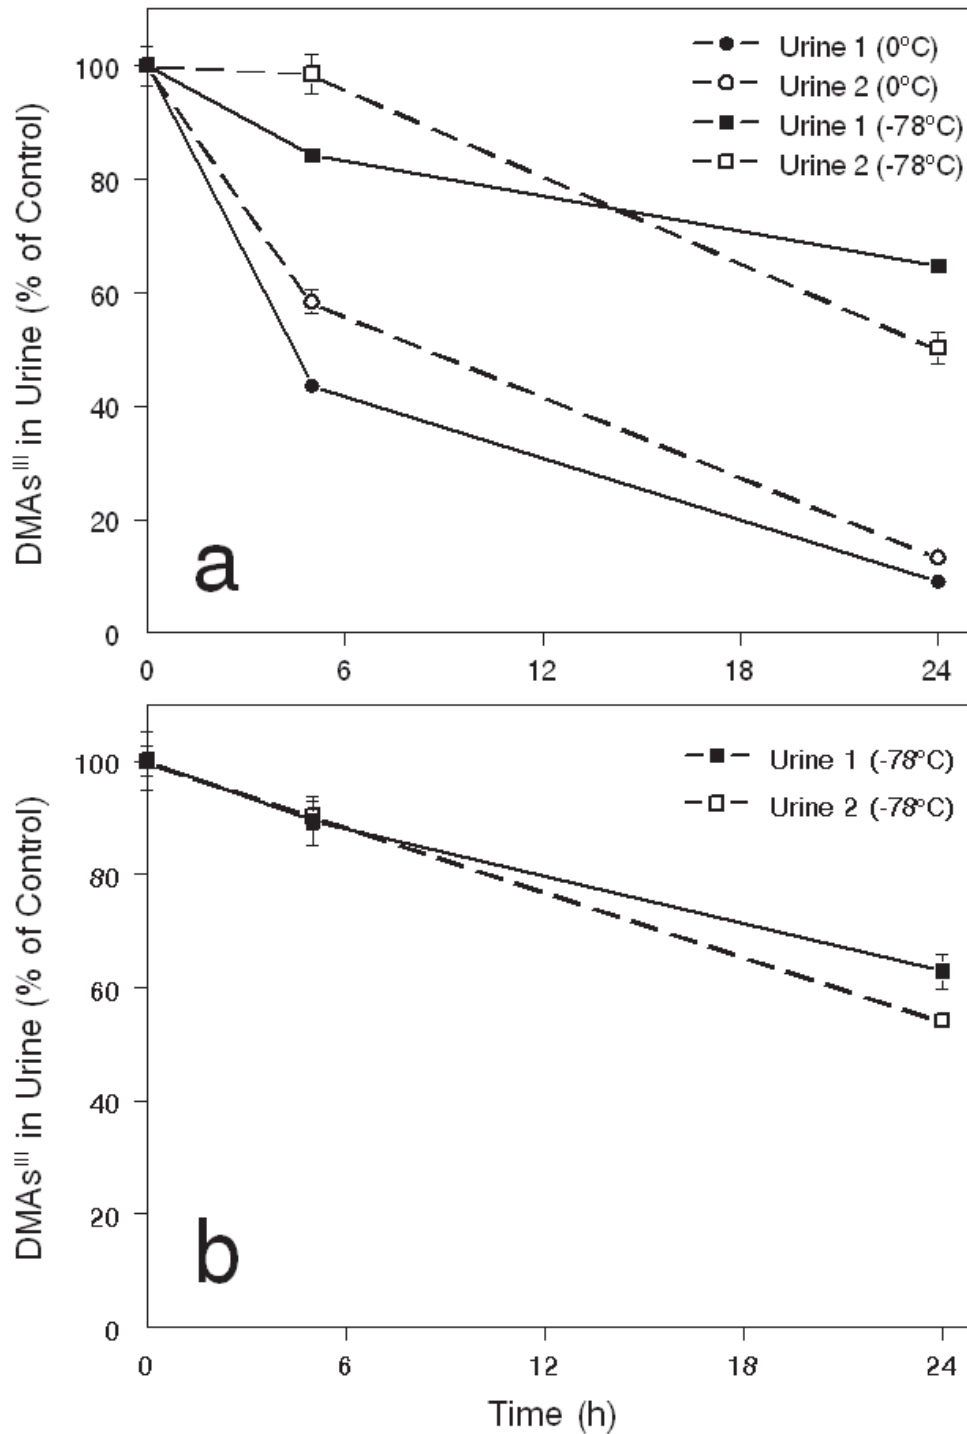 DMAsᴵᴵᴵ in Urine (% of Control)
100
80
60
40
20
0
Urine 1 (0°C)
Urine 2 (0°C)
Urine 1 (-78°C)
Urine 2 (-78°C)
a
0 6 12 18 24
DMAsᴵᴵᴵ in Urine (% of Control)
100
80
60
40
20
0
Urine 1 (-78°C)
Urine 2 (-78°C)
b
0 6 12 18 24
Time (h)